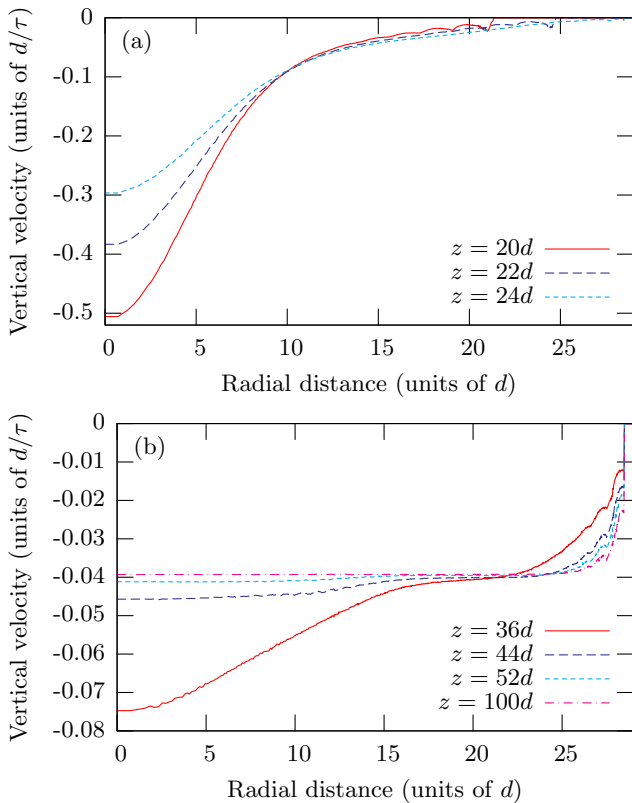 (a)
0
-0.1
-0.2
-0.3
-0.4
-0.5
Vertical velocity (units of d/τ)
z = 20d
z = 22d
z = 24d
0 5 10 15 20 25
Radial distance (units of d)
(b)
0
-0.01
-0.02
-0.03
-0.04
-0.05
-0.06
-0.07
-0.08
Vertical velocity (units of d/τ)
z = 36d
z = 44d
z = 52d
z = 100d
0 5 10 15 20 25
Radial distance (units of d)